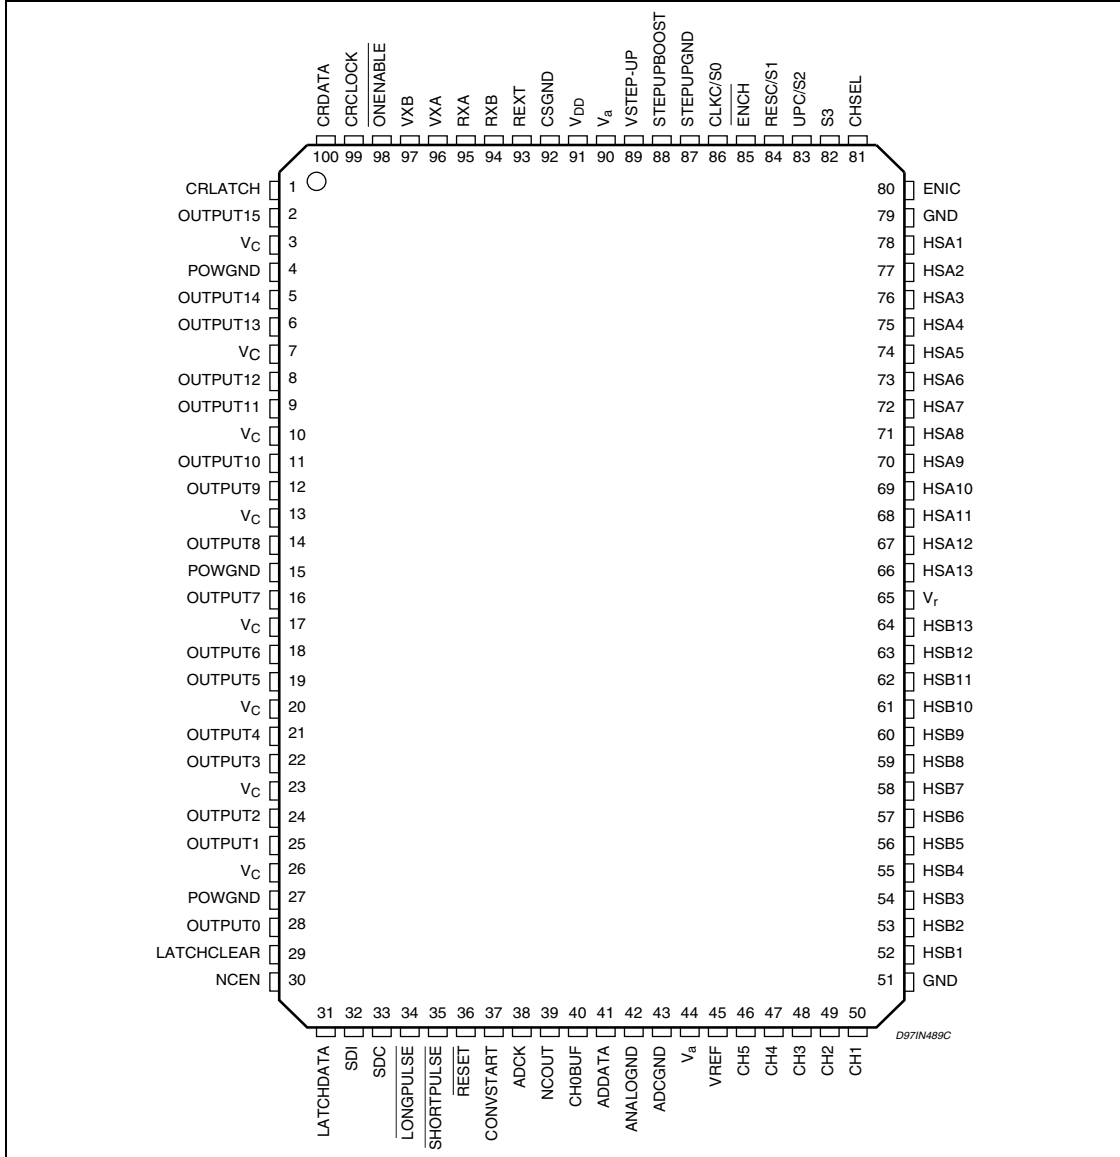 CRDATA
CRCLOCK
ONENABLE
VXB
VXA
RXA
RXB
REXT
CSGND
VDD
Va
VSTEP-UP
STEPUPBOOST
STEPUPGND
CLKC/S0
ENCH
RESC/S1
UPC/S2
S3
CHSEL
100 99 98 97 96 95 94 93 92 91 90 89 88 87 86 85 84 83 82 81
CRLATCH 1
OUTPUT15 2
VC 3
POWGND 4
OUTPUT14 5
OUTPUT13 6
VC 7
OUTPUT12 8
OUTPUT11 9
VC 10
OUTPUT10 11
OUTPUT9 12
VC 13
OUTPUT8 14
POWGND 15
OUTPUT7 16
VC 17
OUTPUT6 18
OUTPUT5 19
VC 20
OUTPUT4 21
OUTPUT3 22
VC 23
OUTPUT2 24
OUTPUT1 25
VC 26
POWGND 27
OUTPUT0 28
LATCHCLEAR 29
NCEN 30
80 ENIC
79 GND
78 HSA1
77 HSA2
76 HSA3
75 HSA4
74 HSA5
73 HSA6
72 HSA7
71 HSA8
70 HSA9
69 HSA10
68 HSA11
67 HSA12
66 HSA13
65 Vr
64 HSB13
63 HSB12
62 HSB11
61 HSB10
60 HSB9
59 HSB8
58 HSB7
57 HSB6
56 HSB5
55 HSB4
54 HSB3
53 HSB2
52 HSB1
51 GND
31 32 33 34 35 36 37 38 39 40 41 42 43 44 45 46 47 48 49 50
LATCHDATA
SDI
SDC
LONGPULSE
SHORTPULSE
RESET
CONVSTART
ADCK
NCOUT
CH0BUF
ADDATA
ANALOGND
ADCGND
Va
VREF
CH5
CH4
CH3
CH2
CH1
D97IN489C